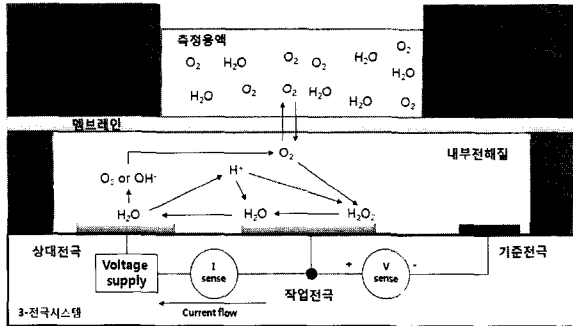 측정용액
O₂ H₂O O₂ O₂ H₂O O₂
H₂O
H₂O O₂ O₂ H₂O H₂O O₂
멤브레인
O₂
내부전해질
H⁺
O₂ or OH⁻
H₂O H₂O H₂O₂
상대전극
기준전극
Voltage supply
I sense
작업전극
+ V sense -
3-전극시스템
Current flow